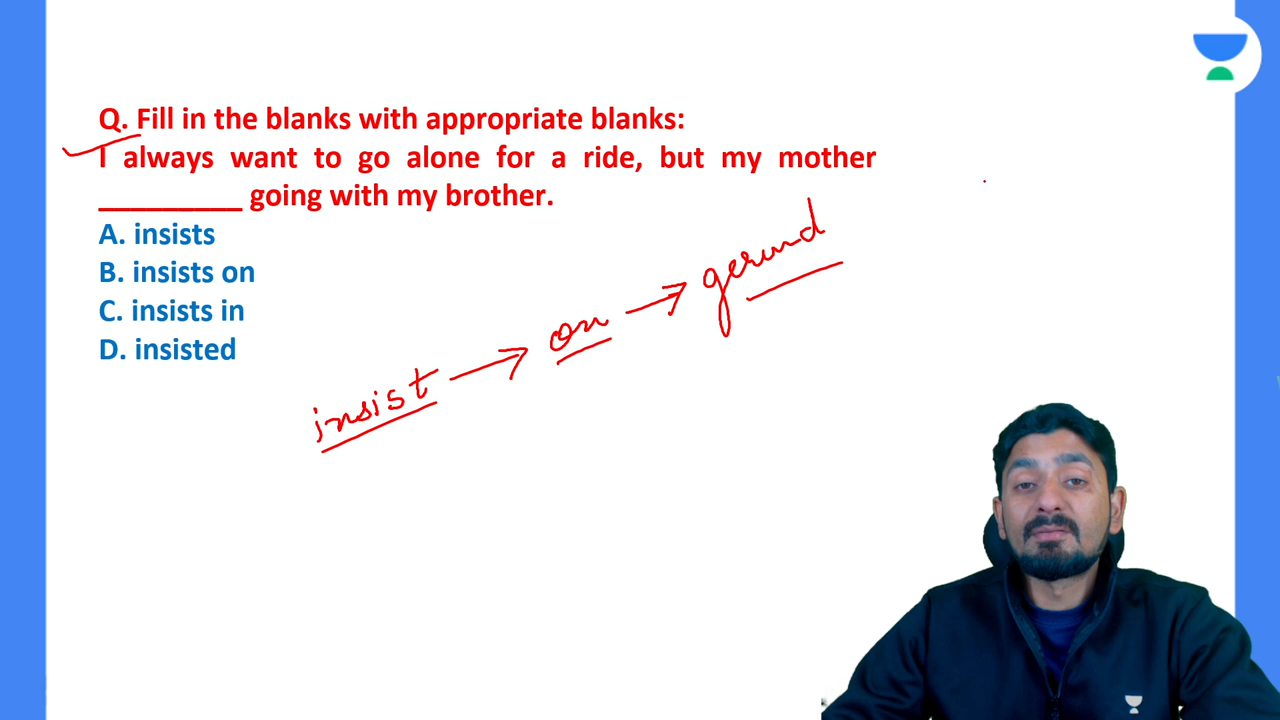 Q. Fill in the blanks with appropriate blanks:
I always want to go alone for a ride, but my mother
_________ going with my brother.
A. insists
B. insists on
C. insists in
D. insisted
insist → on → gerund